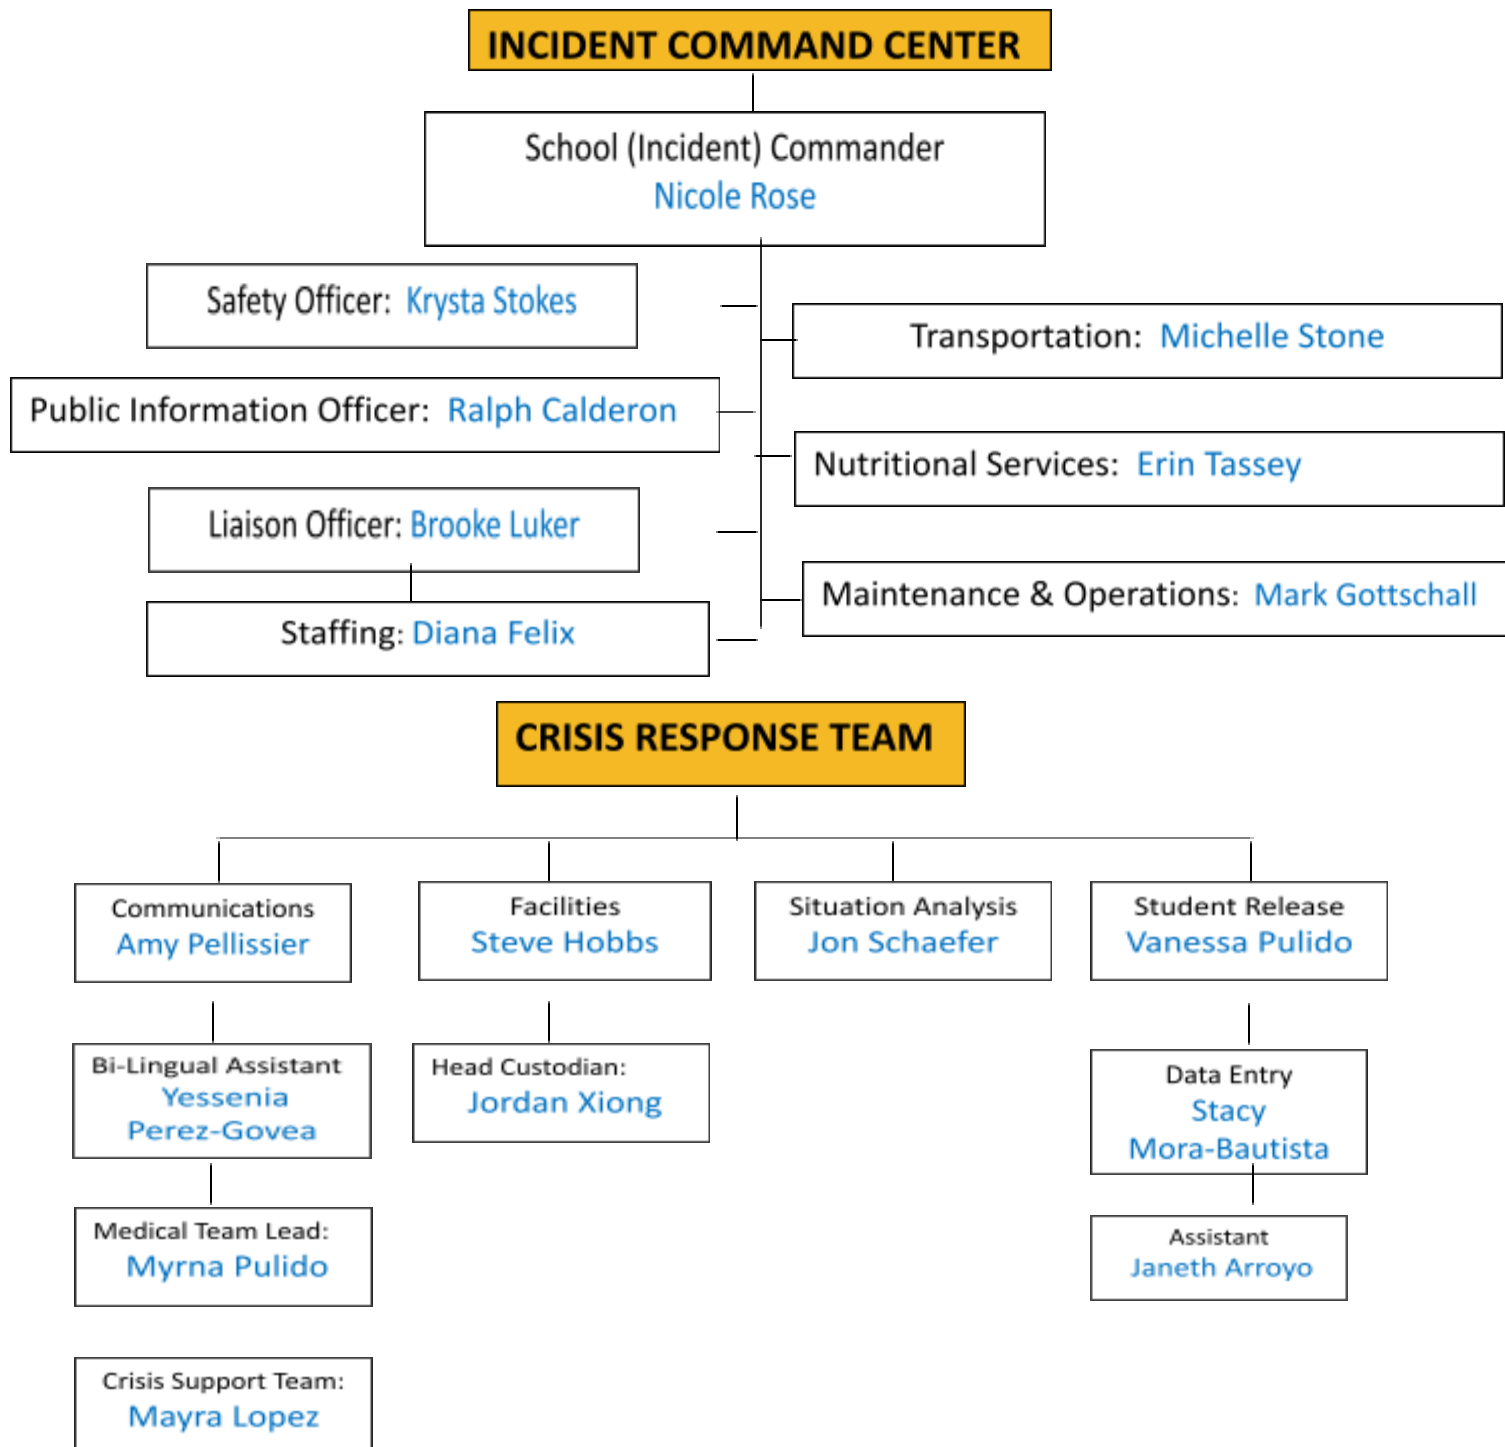 INCIDENT COMMAND CENTER
School (Incident) Commander
Nicole Rose
Safety Officer: Krysta Stokes
Transportation: Michelle Stone
Public Information Officer: Ralph Calderon
Nutritional Services: Erin Tassey
Liaison Officer: Brooke Luker
Maintenance & Operations: Mark Gottschall
Staffing: Diana Felix
CRISIS RESPONSE TEAM
Communications
Amy Pellissier
Facilities
Steve Hobbs
Situation Analysis
Jon Schaefer
Student Release
Vanessa Pulido
Bi-Lingual Assistant
Yessenia
Perez-Govea
Head Custodian:
Jordan Xiong
Data Entry
Stacy
Mora-Bautista
Medical Team Lead:
Myrna Pulido
Assistant
Janeth Arroyo
Crisis Support Team:
Mayra Lopez